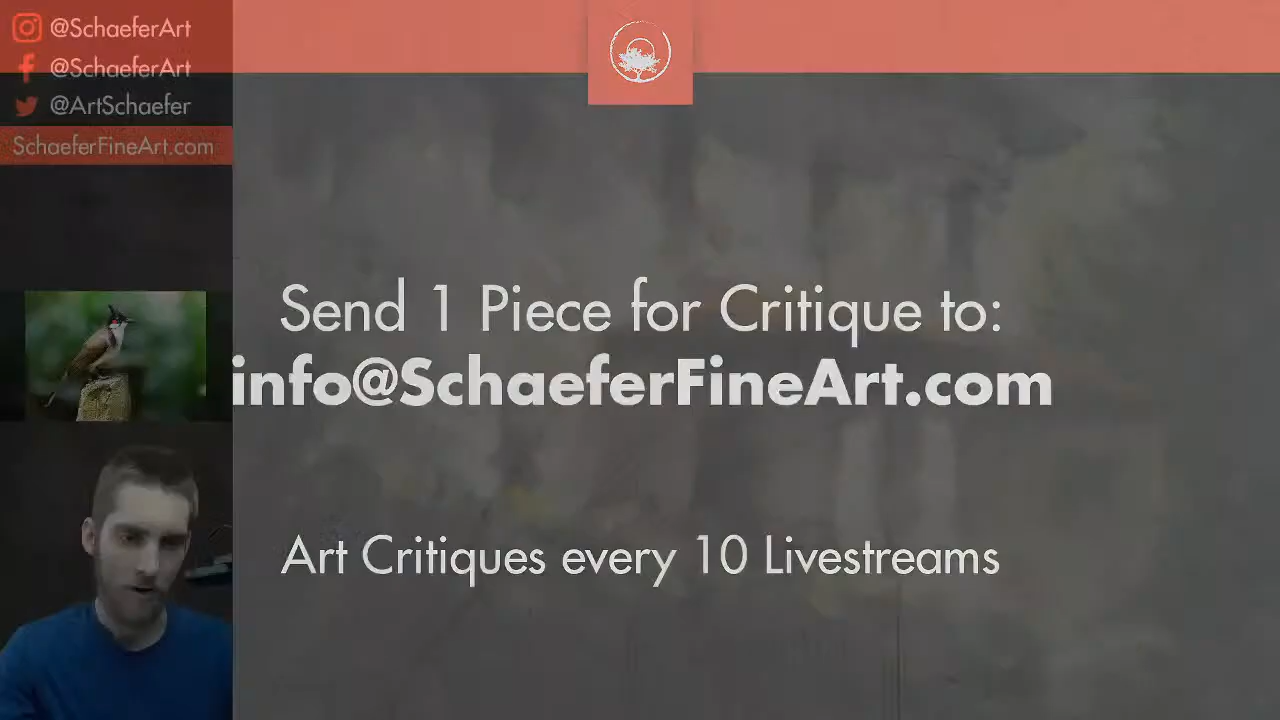 @SchaeferArt
@SchaeferArt
@ArtSchaefer
SchaeferFineArt.com
Send 1 Piece for Critique to:
info@SchaeferFineArt.com
Art Critiques every 10 Livestreams